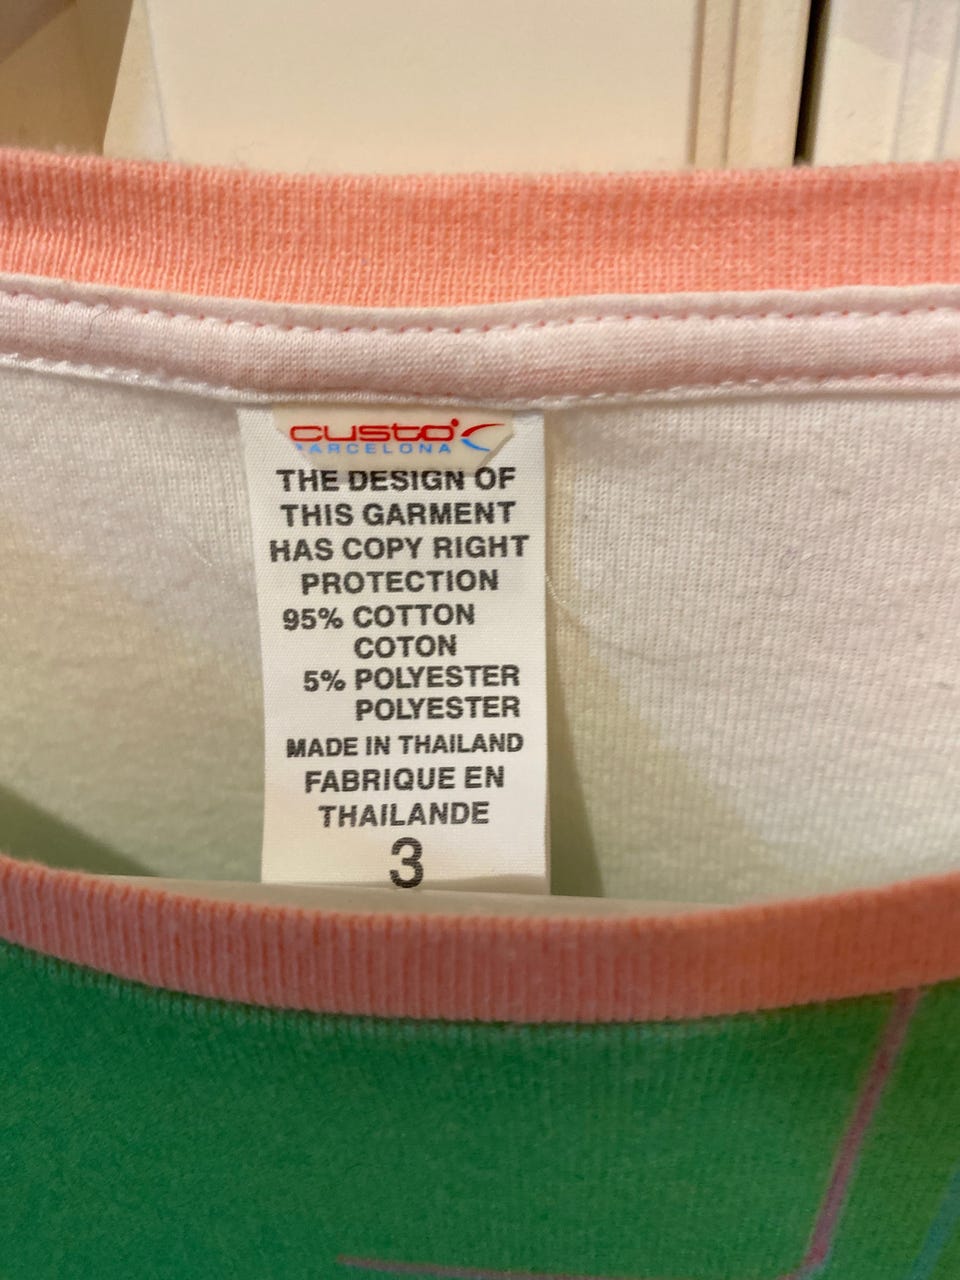 custo
BARCELONA
THE DESIGN OF
THIS GARMENT
HAS COPY RIGHT
PROTECTION
95% COTTON
COTON
5% POLYESTER
POLYESTER
MADE IN THAILAND
FABRIQUE EN
THAILANDE
3